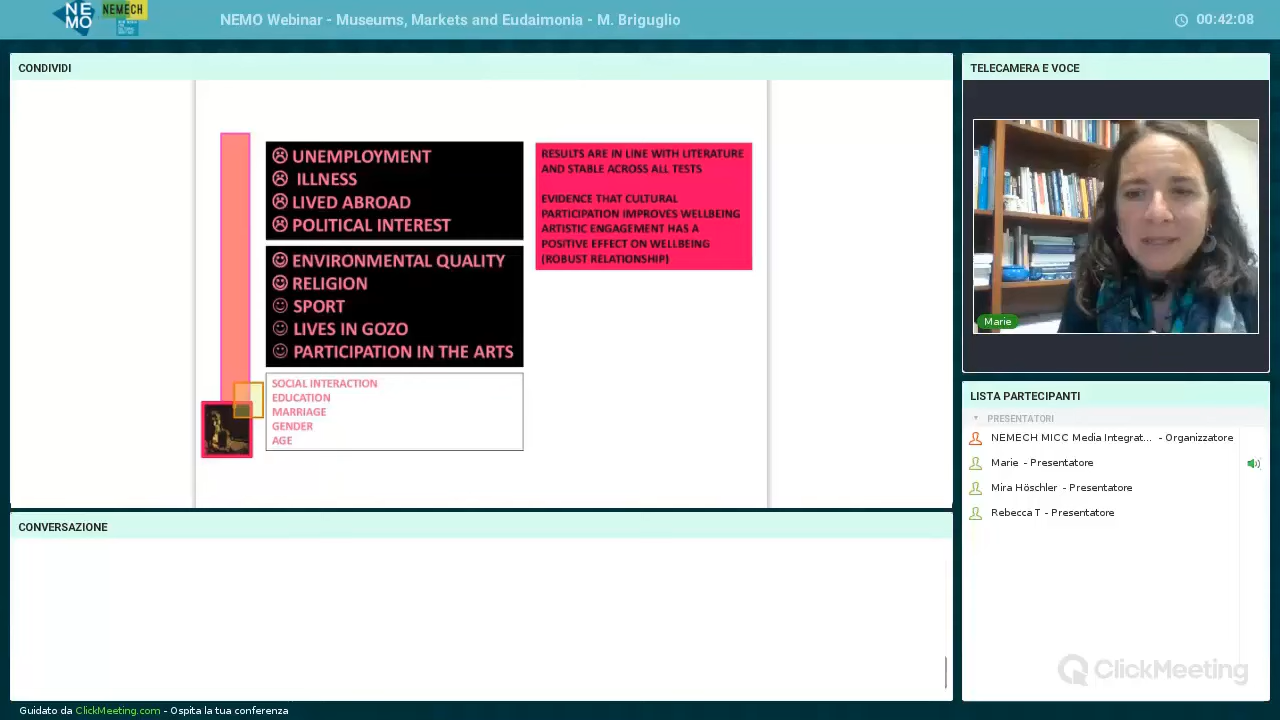 NE
MO
NEMECH
NEMO Webinar - Museums, Markets and Eudaimonia - M. Briguglio
00:42:08
CONDIVIDI
UNEMPLOYMENT
ILLNESS
LIVED ABROAD
POLITICAL INTEREST
ENVIRONMENTAL QUALITY
RELIGION
SPORT
LIVES IN GOZO
PARTICIPATION IN THE ARTS
SOCIAL INTERACTION
EDUCATION
MARRIAGE
GENDER
AGE
RESULTS ARE IN LINE WITH LITERATURE
AND STABLE ACROSS ALL TESTS
EVIDENCE THAT CULTURAL
PARTICIPATION IMPROVES WELLBEING
ARTISTIC ENGAGEMENT HAS A
POSITIVE EFFECT ON WELLBEING
(ROBUST RELATIONSHIP)
TELECAMERA E VOCE
Marie
LISTA PARTECIPANTI
PRESENTATORI
NEMECH MICC Media Integrat... - Organizzatore
Marie - Presentatore
Mira Höschler - Presentatore
Rebecca T - Presentatore
CONVERSAZIONE
ClickMeeting
Guidato da ClickMeeting.com - Ospita la tua conferenza